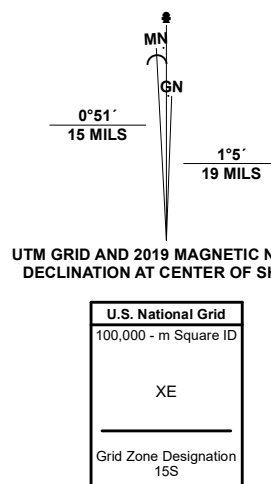 MN
GN
0°51´
15 MILS
1°5´
19 MILS
UTM GRID AND 2019 MAGNETIC N
DECLINATION AT CENTER OF SH
U.S. National Grid
100,000 - m Square ID
XE
Grid Zone Designation
15S